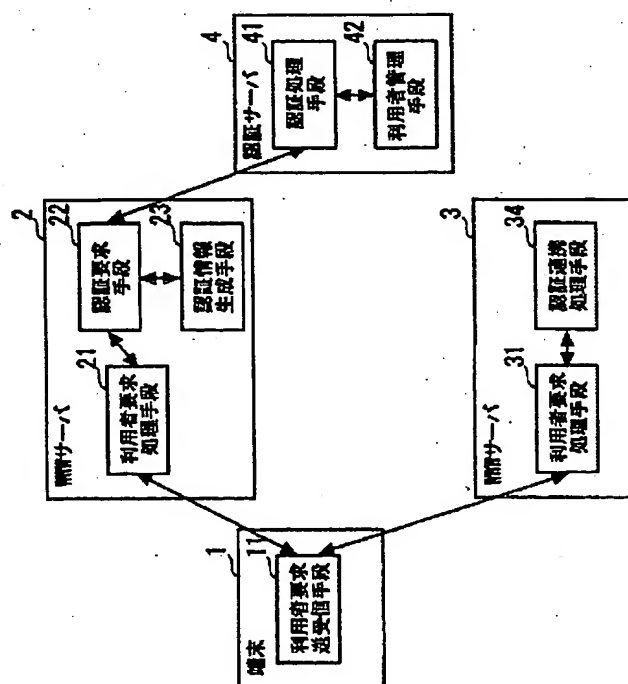 1
端末
11
利用者要求
送受信手段
2
サーバ
21
利用者要求
処理手段
22
認証要求
手段
23
認証情報
生成手段
3
サーバ
31
利用者要求
処理手段
34
認証連携
処理手段
4
認証サーバ
41
認証処理
手段
42
利用者管理
手段